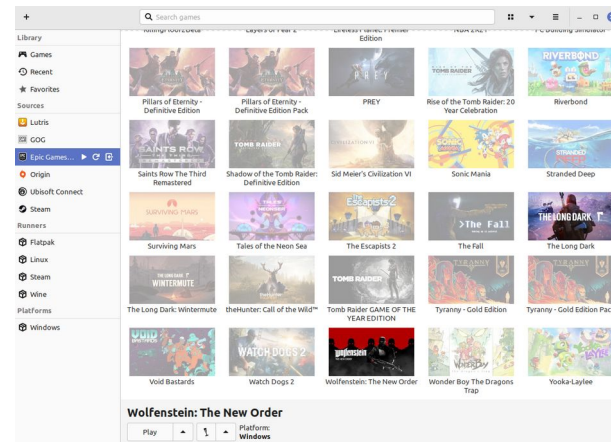 Search games
Library
Games
Recent
Favorites
Sources
Lutris
GOG
Epic Games...
Origin
Ubisoft Connect
Steam
Runners
Flatpak
Linux
Steam
Wine
Platforms
Windows
Edition
Pillars of Eternity -
Definitive Edition
Pillars of Eternity -
Definitive Edition Pack
PREY
Rise of the Tomb Raider: 20
Year Celebration
Riverbond
Saints Row The Third
Remastered
Shadow of the Tomb Raider:
Definitive Edition
Sid Meier's Civilization VI
Sonic Mania
Stranded Deep
Surviving Mars
Tales of the Neon Sea
The Escapists 2
The Fall
The Long Dark
The Long Dark: Wintermute
theHunter: Call of the Wild™
Tomb Raider GAME OF THE
YEAR EDITION
Tyranny - Gold Edition
Tyranny - Gold Edition Pac
Void Bastards
Watch Dogs 2
Wolfenstein: The New Order
Wonder Boy The Dragons
Trap
Yooka-Laylee
Wolfenstein: The New Order
Play
Platform:
Windows